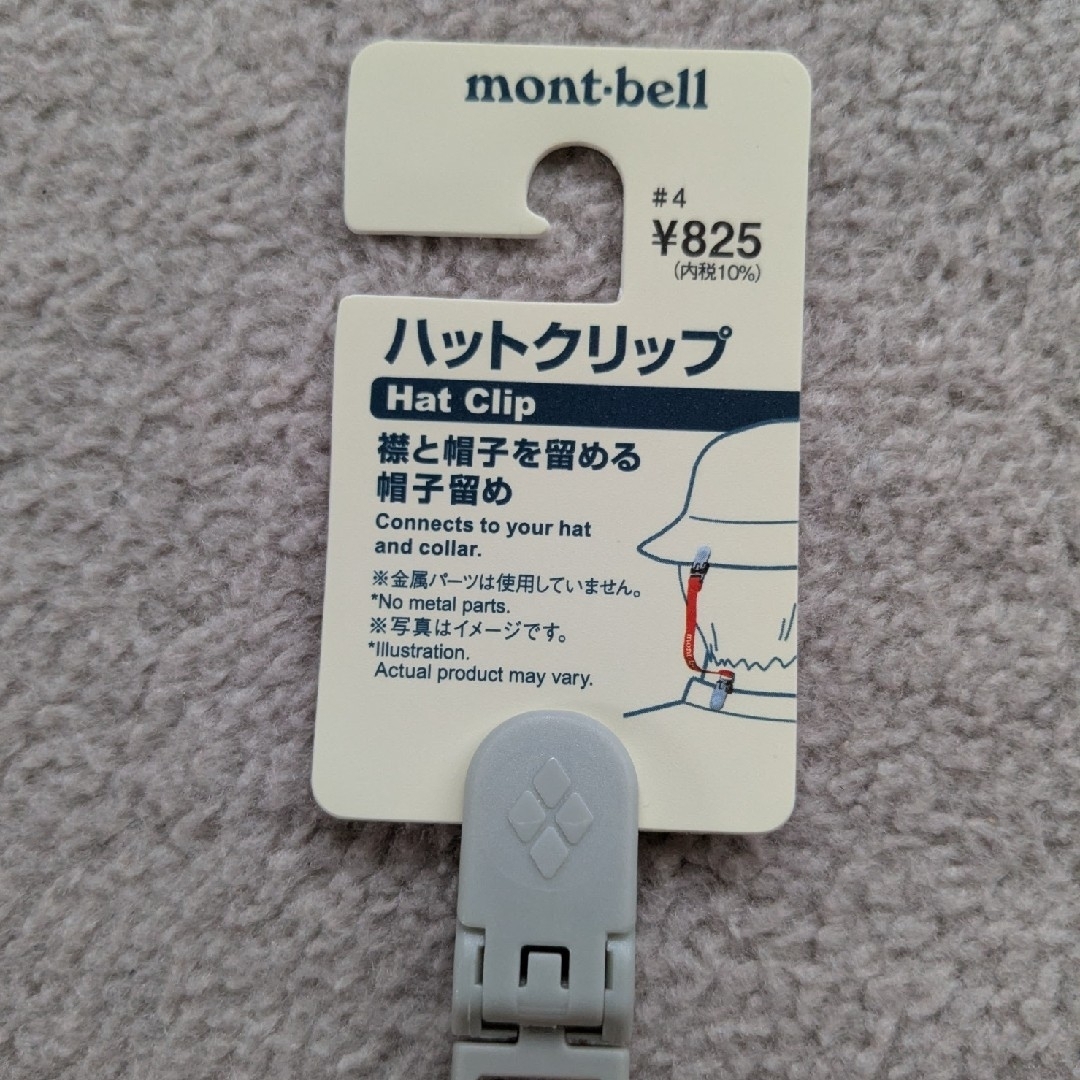 mont·bell
#4
¥825
(内税10%)
ハットクリップ
Hat Clip
襟と帽子を留める
帽子留め
Connects to your hat
and collar.
※金属パーツは使用していません。
*No metal parts.
※写真はイメージです。
*Illustration.
Actual product may vary.